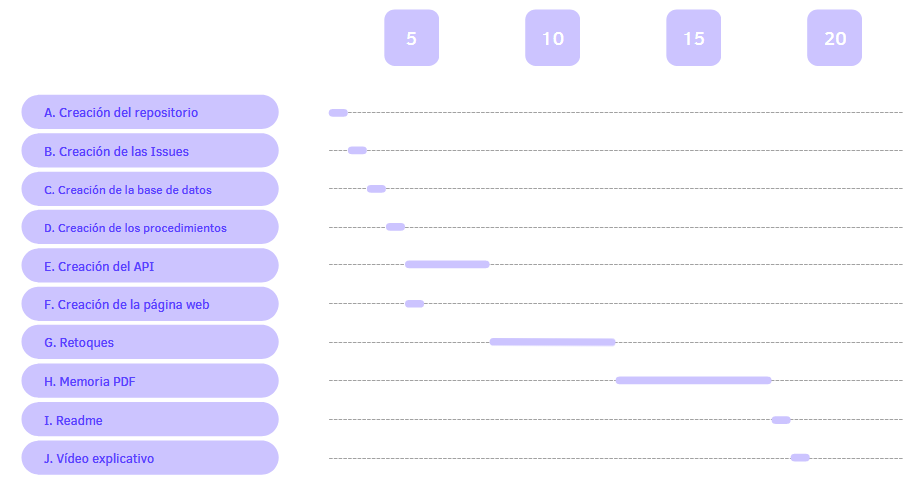 5
10
15
20
A. Creación del repositorio
B. Creación de las Issues
C. Creación de la base de datos
D. Creación de los procedimientos
E. Creación del API
F. Creación de la página web
G. Retoques
H. Memoria PDF
I. Readme
J. Vídeo explicativo